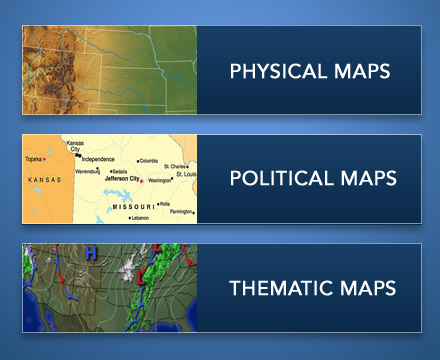 PHYSICAL MAPS
Kansas
City
Independence
Topeka
Columbia
St. Charles
Warrensburg
Sedalia
St. Louis
Jefferson City
Washington
KANSAS
MISSOURI
Rolla
Farmington
Lebanon
POLITICAL MAPS
H
THEMATIC MAPS